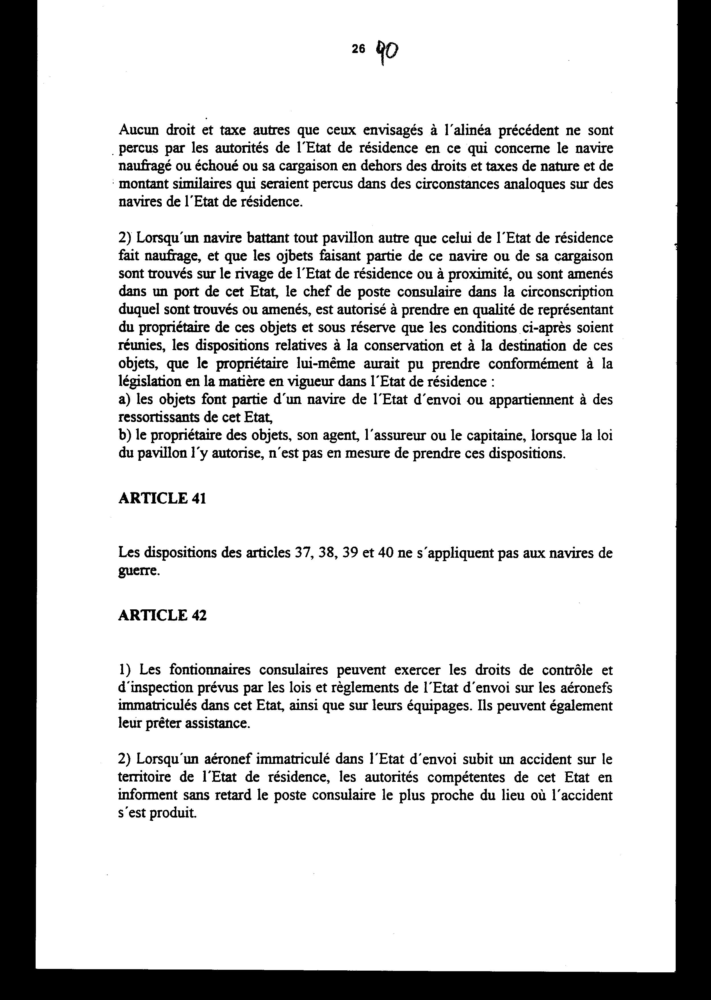 26 90
Aucun droit et taxe autres que ceux envisagés à l´alinéa précédent ne sont
percus par les autorités de l´Etat de résidence en ce qui concerne le navire
naufragé ou échoué ou sa cargaison en dehors des droits et taxes de nature et de
montant similaires qui seraient percus dans des circonstances analoques sur des
navires de l´Etat de résidence.
2) Lorsqu´un navire battant tout pavillon autre que celui de l´Etat de résidence
fait naufrage, et que les ojbets faisant partie de ce navire ou de sa cargaison
sont trouvés sur le rivage de l´Etat de résidence ou à proximité, ou sont amenés
dans un port de cet Etat, le chef de poste consulaire dans la circonscription
duquel sont trouvés ou amenés, est autorisé à prendre en qualité de représentant
du propriétaire de ces objets et sous réserve que les conditions ci-après soient
réunies, les dispositions relatives à la conservation et à la destination de ces
objets, que le propriétaire lui-même aurait pu prendre conformément à la
législation en la matière en vigueur dans l´Etat de résidence :
a) les objets font partie d´un navire de l´Etat d´envoi ou appartiennent à des
ressortissants de cet Etat,
b) le propriétaire des objets, son agent, l´assureur ou le capitaine, lorsque la loi
du pavillon l´y autorise, n´est pas en mesure de prendre ces dispositions.
ARTICLE 41
Les dispositions des articles 37, 38, 39 et 40 ne s´appliquent pas aux navires de
guerre.
ARTICLE 42
1) Les fontionnaires consulaires peuvent exercer les droits de contrôle et
d´inspection prévus par les lois et règlements de l´Etat d´envoi sur les aéronefs
immatriculés dans cet Etat, ainsi que sur leurs équipages. Ils peuvent également
leur prêter assistance.
2) Lorsqu´un aéronef immatriculé dans l´Etat d´envoi subit un accident sur le
territoire de l´Etat de résidence, les autorités compétentes de cet Etat en
informent sans retard le poste consulaire le plus proche du lieu où l´accident
s´est produit.